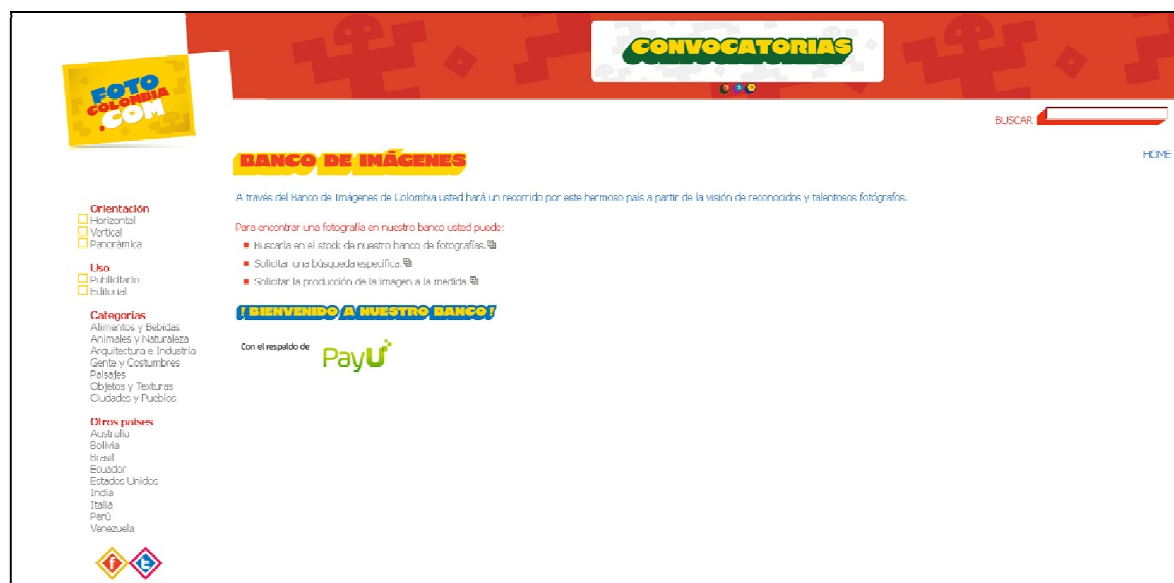 CONVOCATORIAS
FOTO
COLOMBIA
.COM
BUSCAR
HOME
BANCO DE IMÁGENES
A través del Banco de Imágenes de Colombia usted hará un recorrido por este hermoso país a partir de la visión de reconocidos y talentosos fotógrafos.
Para encontrar una fotografía en nuestro banco usted puede:
Buscarla en el stock de nuestro banco de fotografías.
Solicitar una búsqueda específica.
Solicitar la producción de la imagen a la medida.
! BIENVENIDO A NUESTRO BANCO !
Con el respaldo de PayU
Orientación
Horizontal
Vertical
Panorámica
Uso
Publicitario
Editorial
Categorías
Alimentos y Bebidas
Animales y Naturaleza
Arquitectura e Industria
Gente y Costumbres
Paisajes
Objetos y Texturas
Ciudades y Pueblos
Otros países
Australia
Bolivia
Brasil
Ecuador
Estados Unidos
India
Italia
Perú
Venezuela
f t